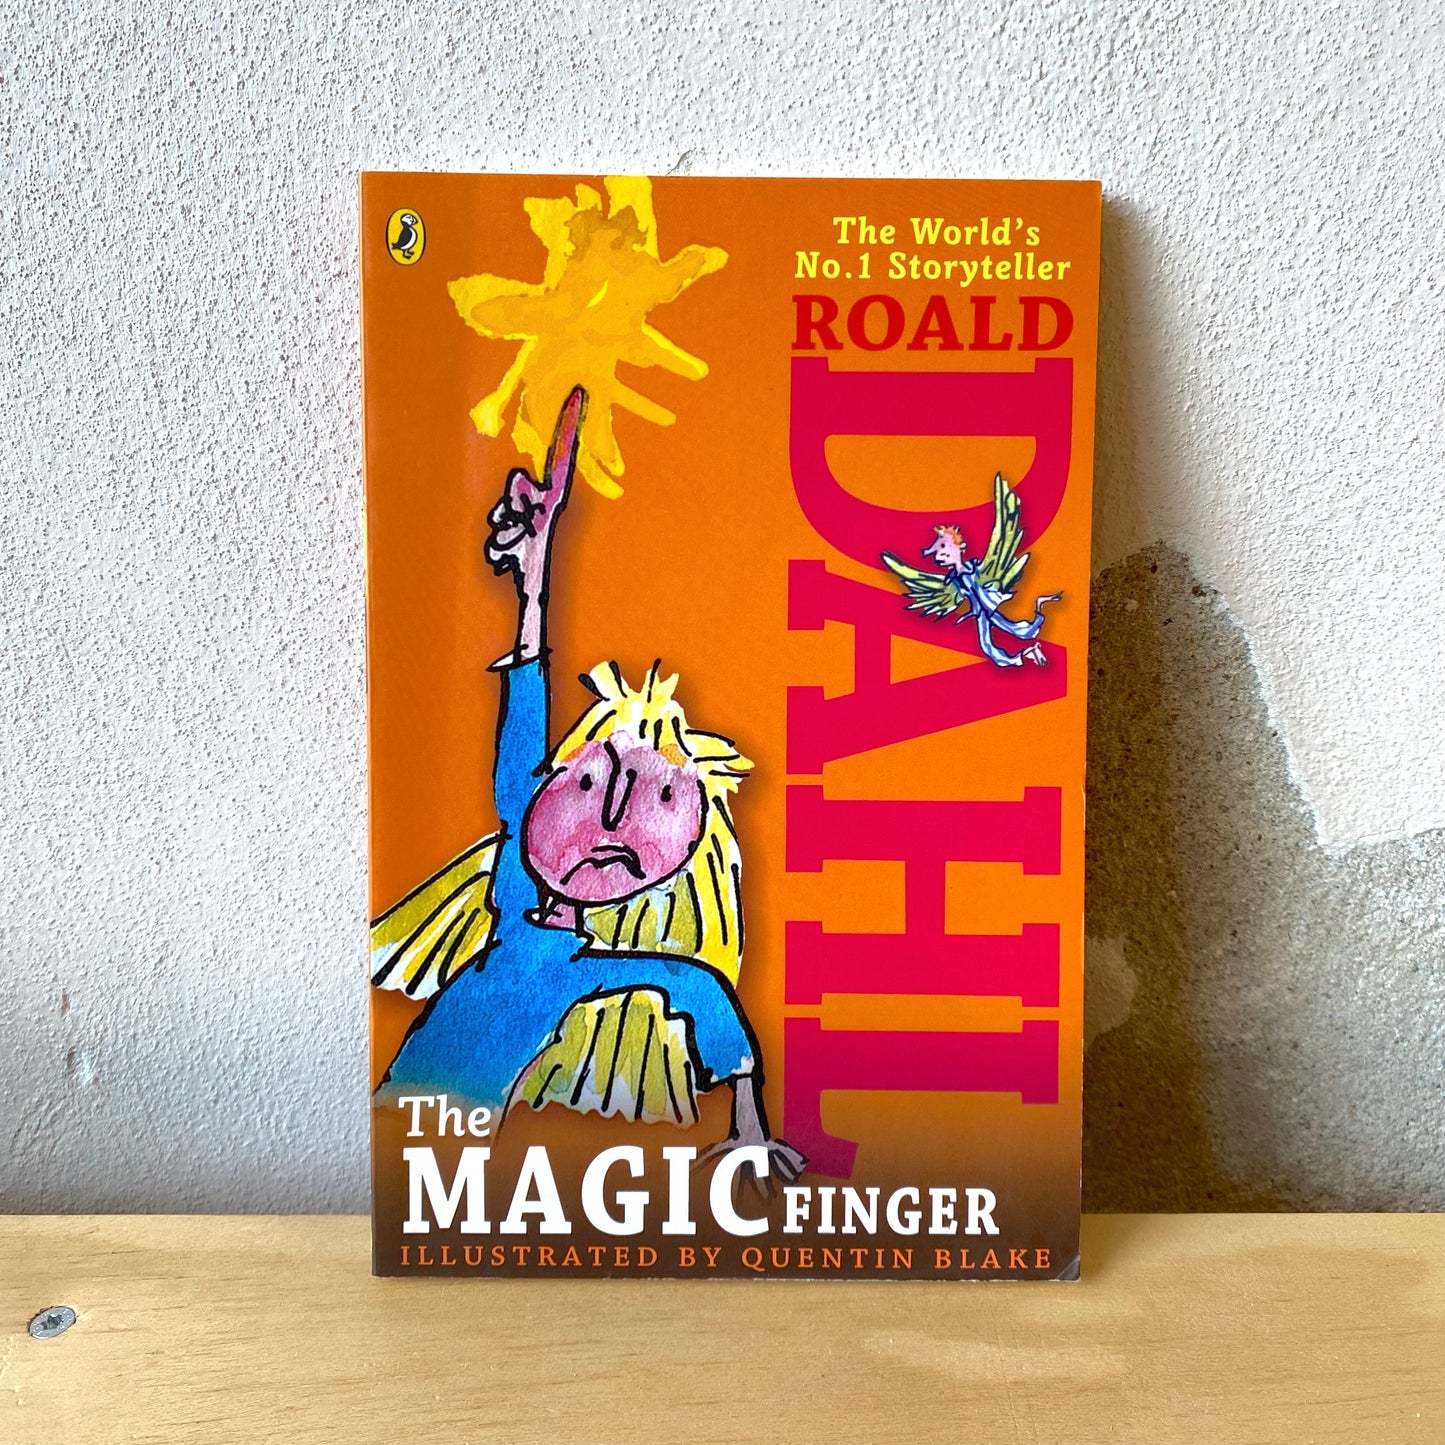 The World's
No.1 Storyteller
ROALD
DAHL
The
MAGIC FINGER
ILLUSTRATED BY QUENTIN BLAKE